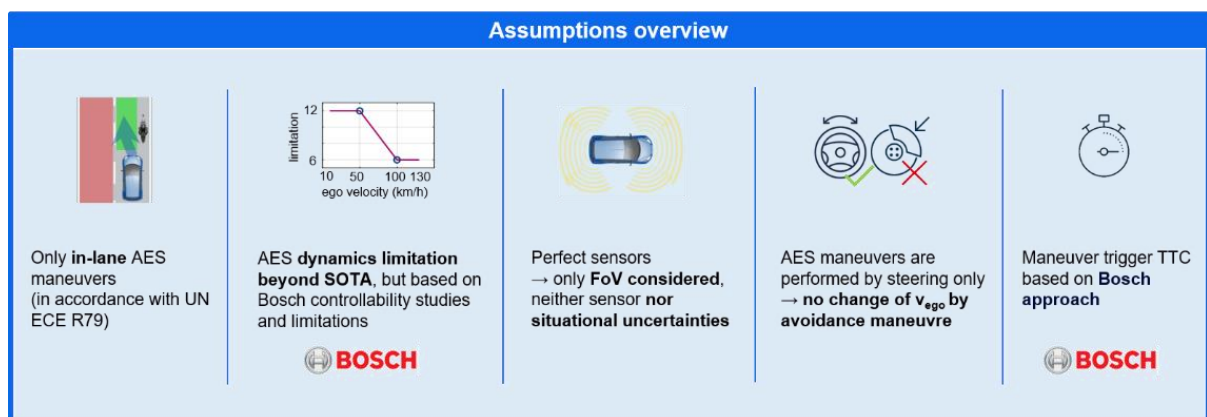 Assumptions overview
12
limitation
6
10 50 100 130
ego velocity (km/h)
Only in-lane AES
maneuvers
(in accordance with UN
ECE R79)
AES dynamics limitation
beyond SOTA, but based on
Bosch controllability studies
and limitations
BOSCH
Perfect sensors
→ only FoV considered,
neither sensor nor
situational uncertainties
AES maneuvers are
performed by steering only
→ no change of vego by
avoidance maneuvre
Maneuver trigger TTC
based on Bosch
approach
BOSCH